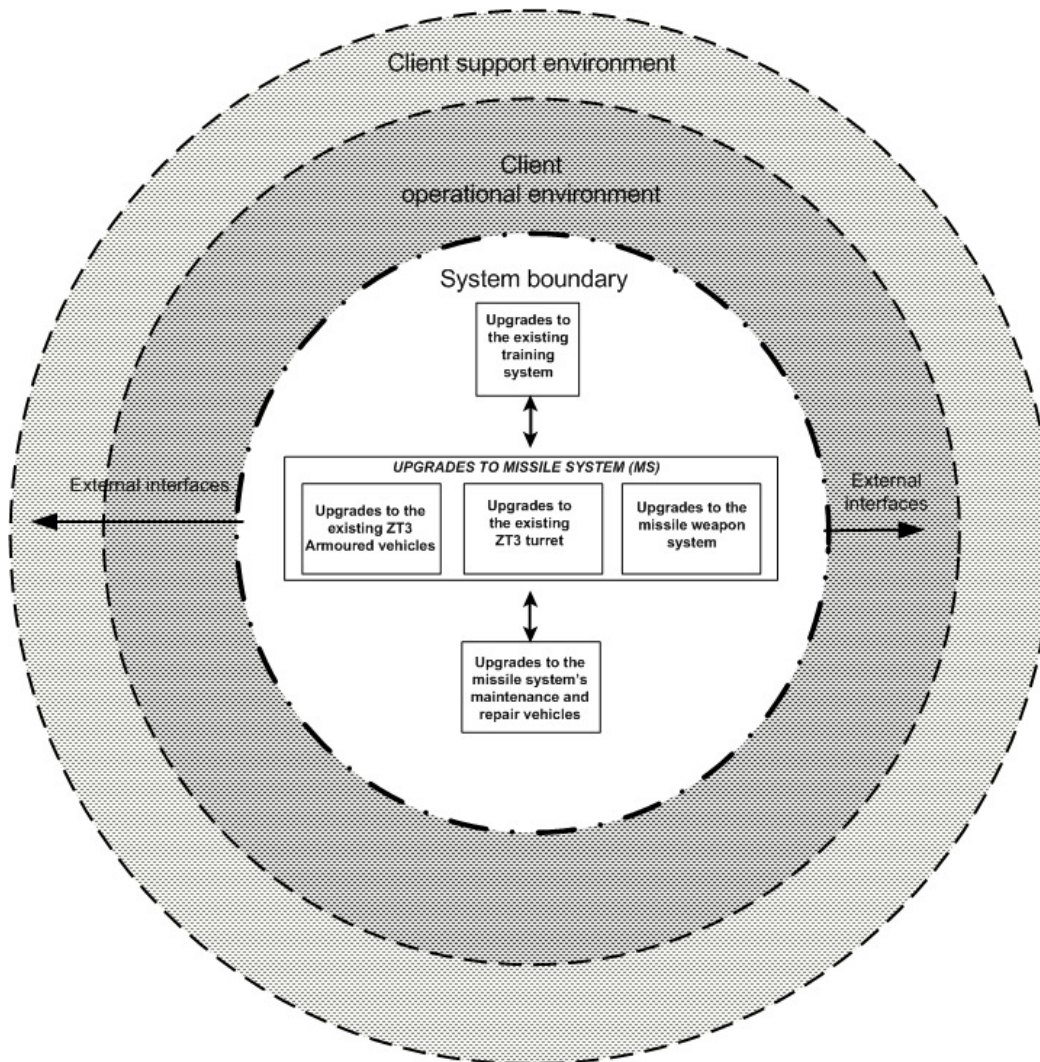 Client support environment
Client
operational environment
System boundary
Upgrades to
the existing
training
system
UPGRADES TO MISSILE SYSTEM (MS)
External interfaces
Upgrades to the
existing ZT3
Armoured vehicles
Upgrades to
the existing
ZT3 turret
Upgrades to the
missile weapon
system
External
Interfaces
Upgrades to the
missile system's
maintenance and
repair vehicles